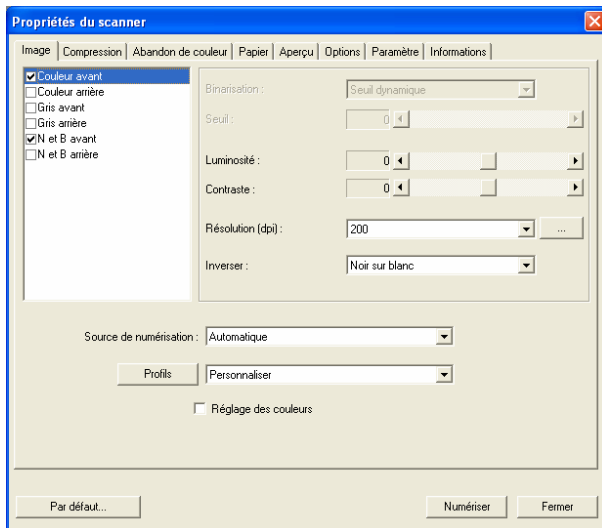 Propriétés du scanner
Image Compression Abandon de couleur Papier Aperçu Options Paramètre Informations
Couleur avant
Couleur arrière
Gris avant
Gris arrière
N et B avant
N et B arrière
Binarisation :
Seuil dynamique
Seuil :
0
Luminosité :
0
Contraste :
0
Résolution (dpi) :
200
...
Inverser :
Noir sur blanc
Source de numérisation :
Automatique
Profils
Personnaliser
Réglage des couleurs
Par défaut...
Numériser
Fermer